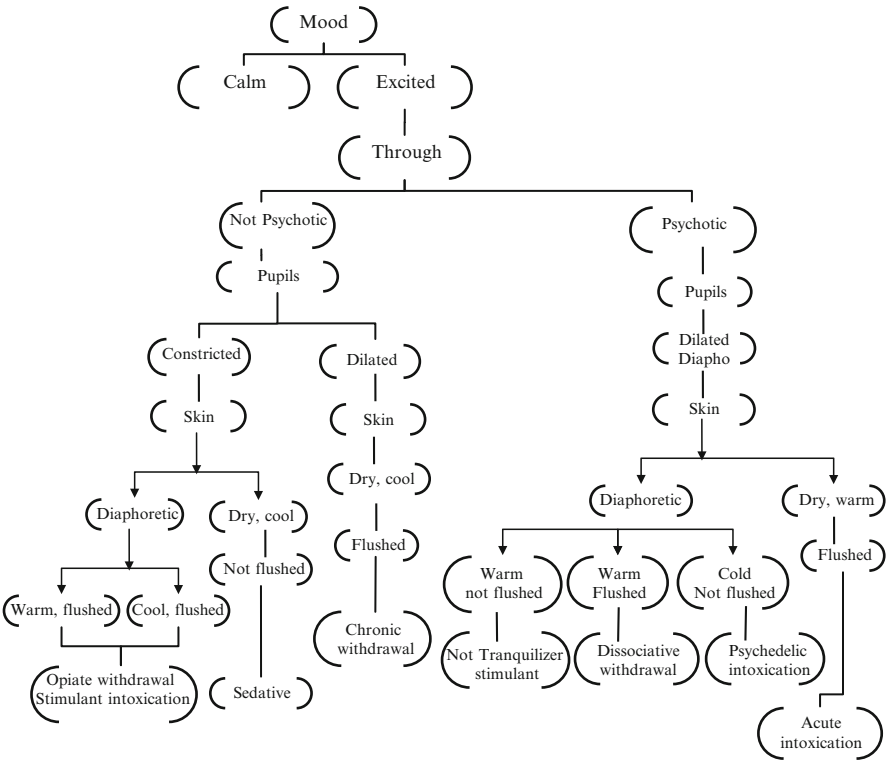 Mood
Calm
Excited
Through
Not Psychotic
Psychotic
Pupils
Pupils
Constricted
Dilated
Dilated
Diapho
Skin
Skin
Skin
Dry, cool
Diaphoretic
Dry, cool
Diaphoretic
Dry, warm
Flushed
Flushed
Not flushed
Warm, flushed
Cool, flushed
Warm
not flushed
Warm
Flushed
Cold
Not flushed
Chronic
withdrawal
Not Tranquilizer
stimulant
Dissociative
withdrawal
Psychedelic
intoxication
Opiate withdrawal
Stimulant intoxication
Sedative
Acute
intoxication